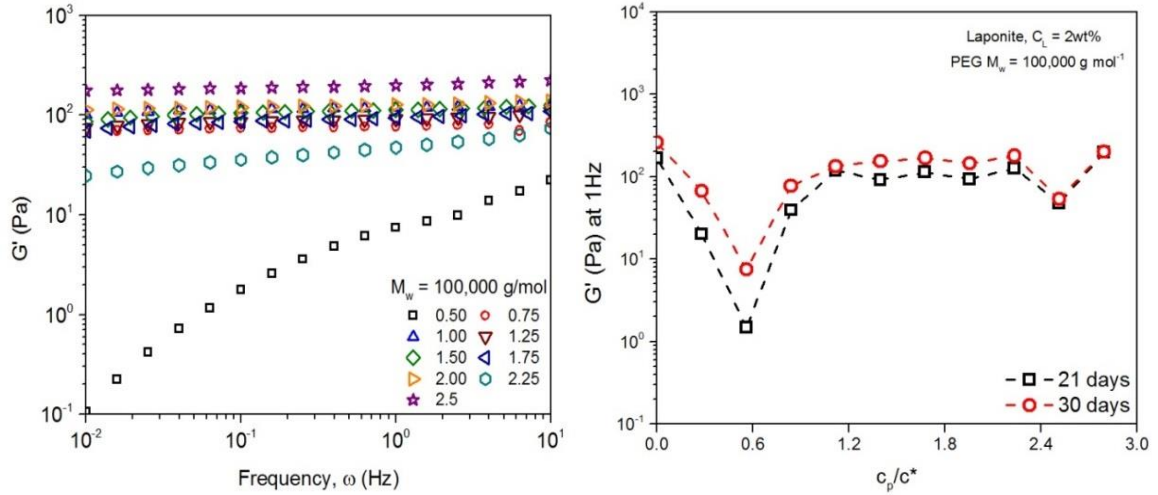 10³
10²
10¹
10⁰
10⁻¹
G' (Pa)
M_w = 100,000 g/mol
0.50 0.75
1.00 1.25
1.50 1.75
2.00 2.25
2.5
10⁻² 10⁻¹ 10⁰ 10¹
Frequency, ω (Hz)
10⁴
10³
10²
10¹
10⁰
10⁻¹
G' (Pa) at 1Hz
Laponite, C_L = 2wt%
PEG M_w = 100,000 g mol⁻¹
21 days
30 days
0.0 0.6 1.2 1.8 2.4 3.0
c_p/c*